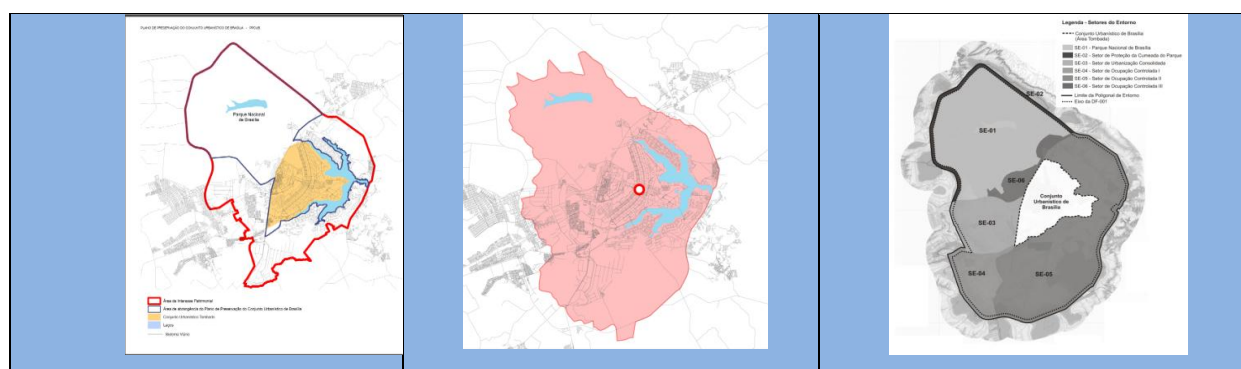 PLANO DE PRESERVAÇÃO DO CONJUNTO URBANÍSTICO DE BRASÍLIA - PPCUB
Parque Nacional
de Brasília
Área de Interesse Patrimonial
Área de abrangência do Plano de Preservação do Conjunto Urbanístico de Brasília
Conjunto Urbanístico Tombado
Lagos
Sistema Viário
Legenda - Setores do Entorno
Conjunto Urbanístico de Brasília
(Área Tombada)
SE-01 - Parque Nacional de Brasília
SE-02 - Setor de Proteção da Cumeada do Parque
SE-03 - Setor de Urbanização Consolidada
SE-04 - Setor de Ocupação Controlada I
SE-05 - Setor de Ocupação Controlada II
SE-06 - Setor de Ocupação Controlada III
Limite da Poligonal de Entorno
Eixo da DF-001
SE-02
SE-01
SE-06
Conjunto
Urbanístico de
Brasília
SE-03
SE-04
SE-05